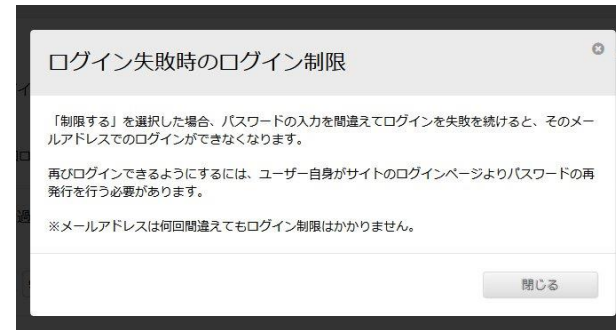 ログイン失敗時のログイン制限
「制限する」を選択した場合、パスワードの入力を間違えてログインを失敗を続けると、そのメー
ルアドレスでのログインができなくなります。
再びログインできるようにするには、ユーザー自身がサイトのログインページよりパスワードの再
発行を行う必要があります。
※メールアドレスは何回間違えてもログイン制限はかかりません。
閉じる